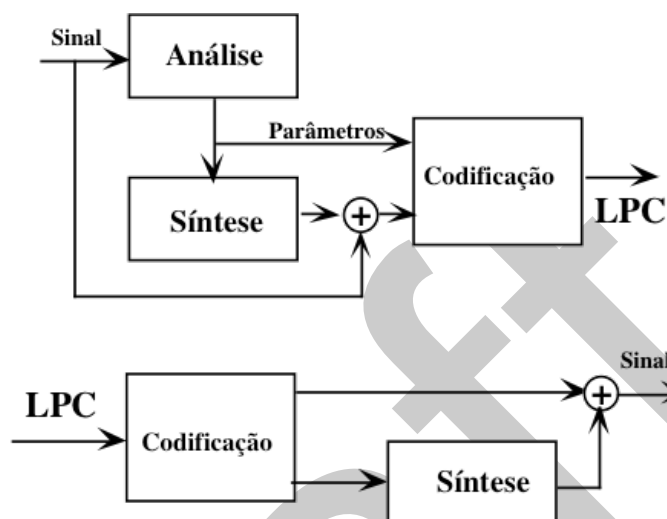 Sinal
Análise
Parâmetros
Codificação
Síntese
+
LPC
Sinal
LPC
+
Codificação
Síntese